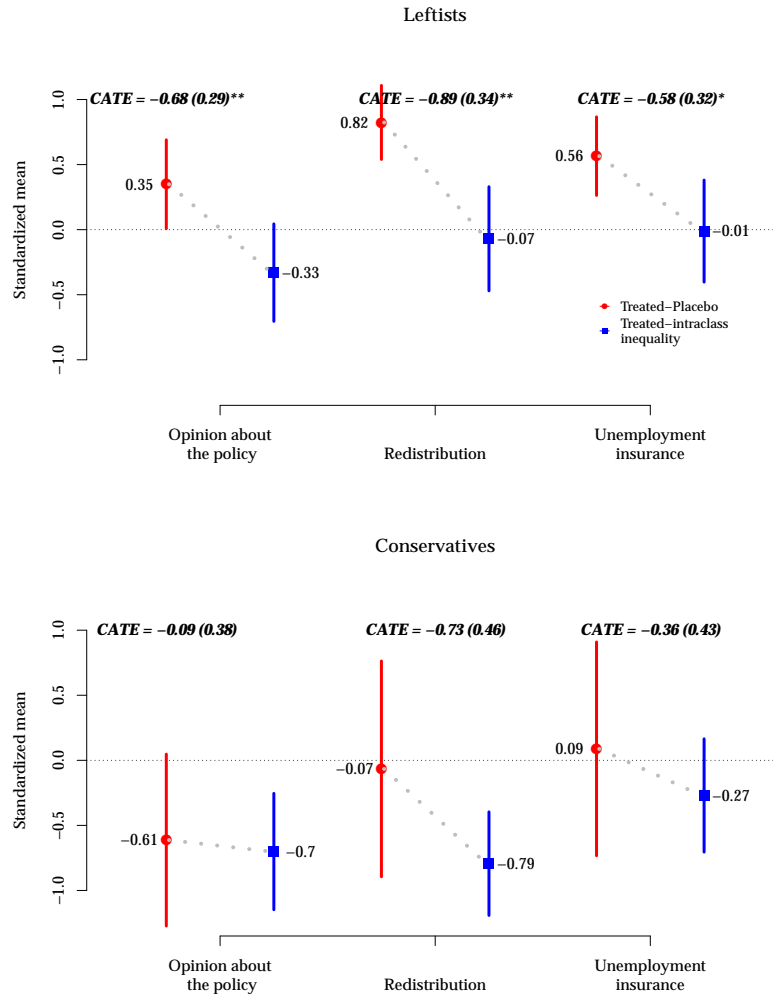 Leftists
CATE = −0.68 (0.29)** CATE = −0.89 (0.34)** CATE = −0.58 (0.32)*
1.0
0.82
0.56
0.5
0.35
Standardized mean
0.0
−0.07
−0.01
−0.33
−0.5
Treated−Placebo
Treated−intraclass
inequality
−1.0
Opinion about
the policy
Redistribution
Unemployment
insurance
Conservatives
CATE = −0.09 (0.38) CATE = −0.73 (0.46) CATE = −0.36 (0.43)
1.0
0.5
0.09
Standardized mean
0.0
−0.07
−0.27
−0.5
−0.61
−0.7
−0.79
−1.0
Opinion about
the policy
Redistribution
Unemployment
insurance